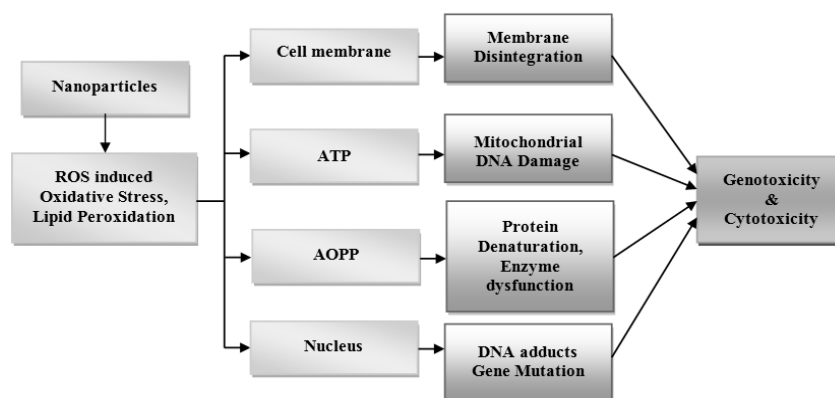 Nanoparticles
ROS induced
Oxidative Stress,
Lipid Peroxidation
Cell membrane
ATP
AOPP
Nucleus
Membrane
Disintegration
Mitochondrial
DNA Damage
Protein
Denaturation,
Enzyme
dysfunction
DNA adducts
Gene Mutation
Genotoxicity
&
Cytotoxicity